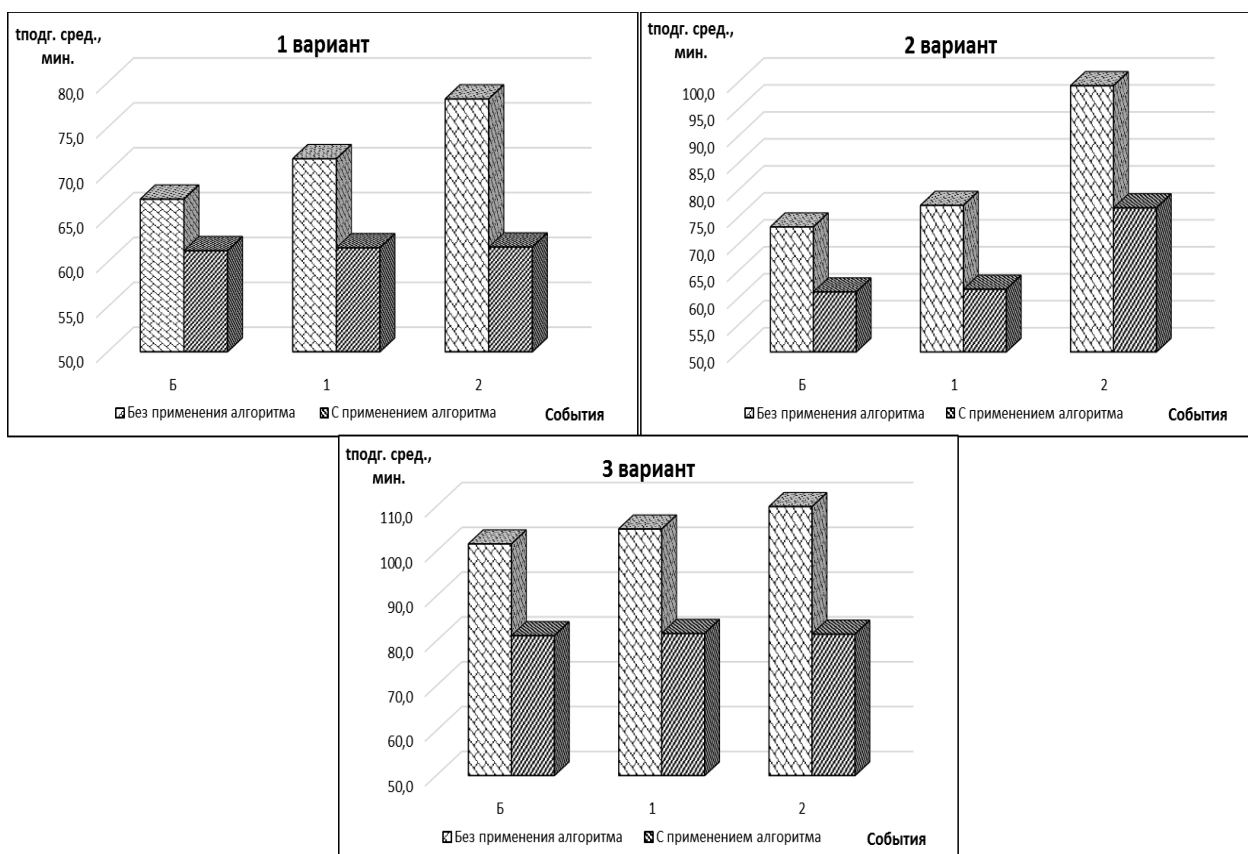 tподг. сред.,
мин.
1 вариант
80,0
75,0
70,0
65,0
60,0
55,0
50,0
Б 1 2
Без применения алгоритма С применением алгоритма События
tподг. сред.,
мин.
2 вариант
100,0
95,0
90,0
85,0
80,0
75,0
70,0
65,0
60,0
55,0
50,0
Б 1 2
Без применения алгоритма С применением алгоритма События
tподг. сред.,
мин.
3 вариант
110,0
100,0
90,0
80,0
70,0
60,0
50,0
Б 1 2
Без применения алгоритма С применением алгоритма События